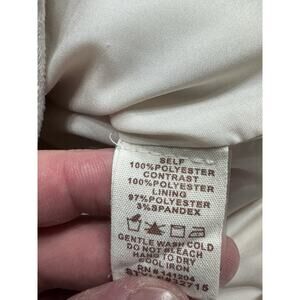 SELF
100%POLYESTER
CONTRAST
100%POLYESTER
LINING
97%POLYESTER
3%SPANDEX
GENTLE WASH COLD
DO NOT BLEACH
HANG TO DRY
COOL IRON
RN# 141204